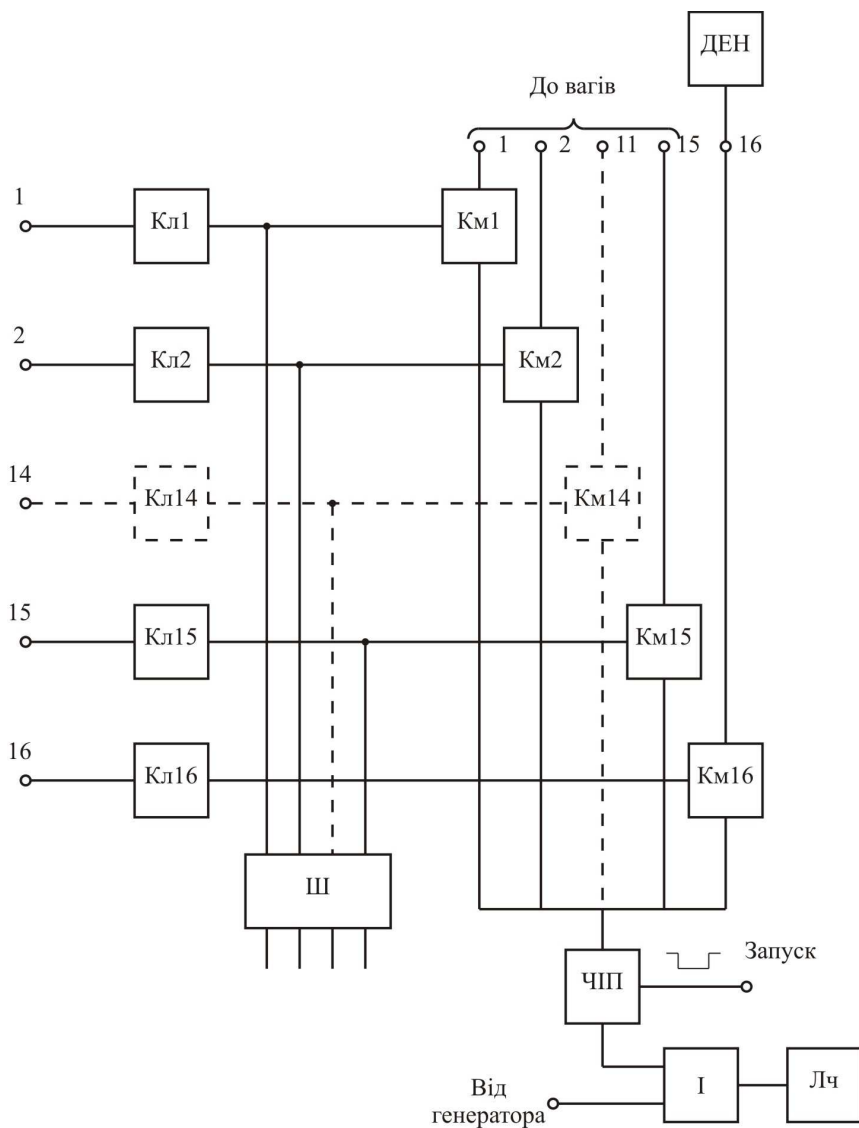 ДЕН
До вагів
1 2 11 15 16
1
Кл1 Км1
2
Кл2 Км2
14
Кл14 Км14
15
Кл15 Км15
16
Кл16 Км16
Ш
ЧІП
Запуск
І
Лч
Від
генератора